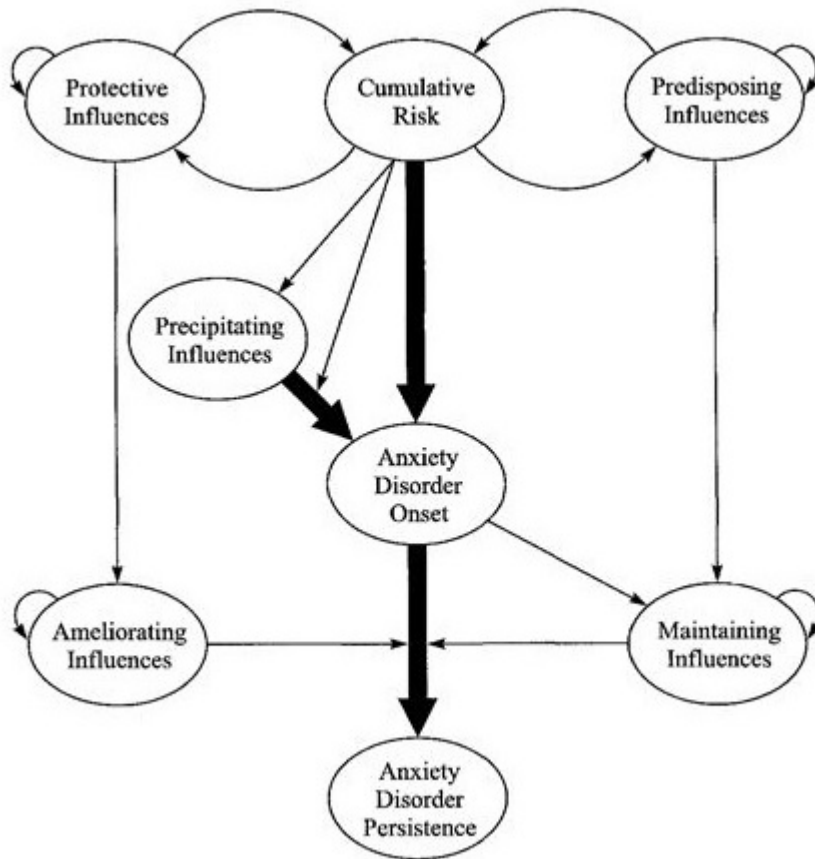 Protective
Influences
Cumulative
Risk
Predisposing
Influences
Precipitating
Influences
Anxiety
Disorder
Onset
Ameliorating
Influences
Maintaining
Influences
Anxiety
Disorder
Persistence